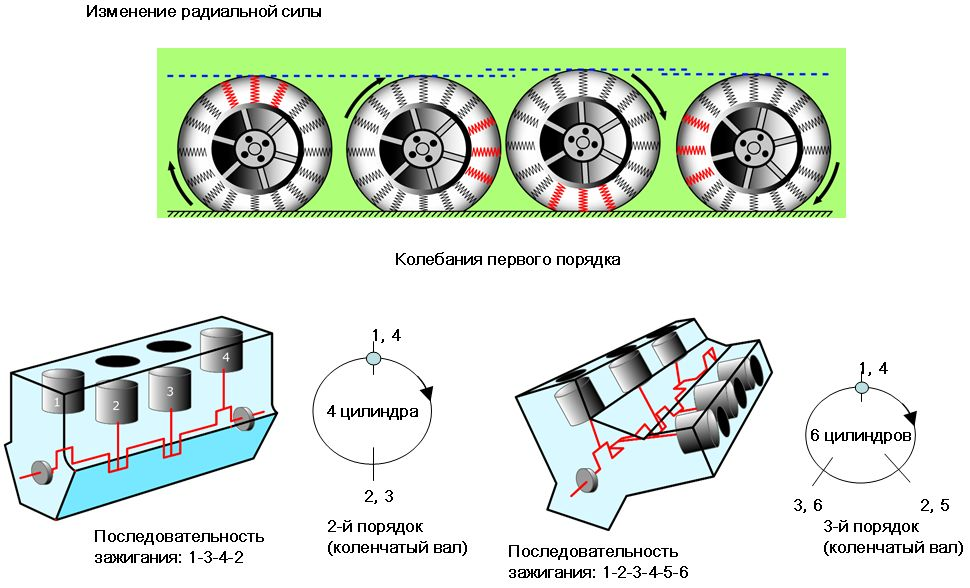 Изменение радиальной силы
Колебания первого порядка
1
2
3
4
1, 4
4 цилиндра
2, 3
2-й порядок
(коленчатый вал)
Последовательность
зажигания: 1-3-4-2
1, 4
6 цилиндров
3, 6
2, 5
3-й порядок
(коленчатый вал)
Последовательность
зажигания: 1-2-3-4-5-6